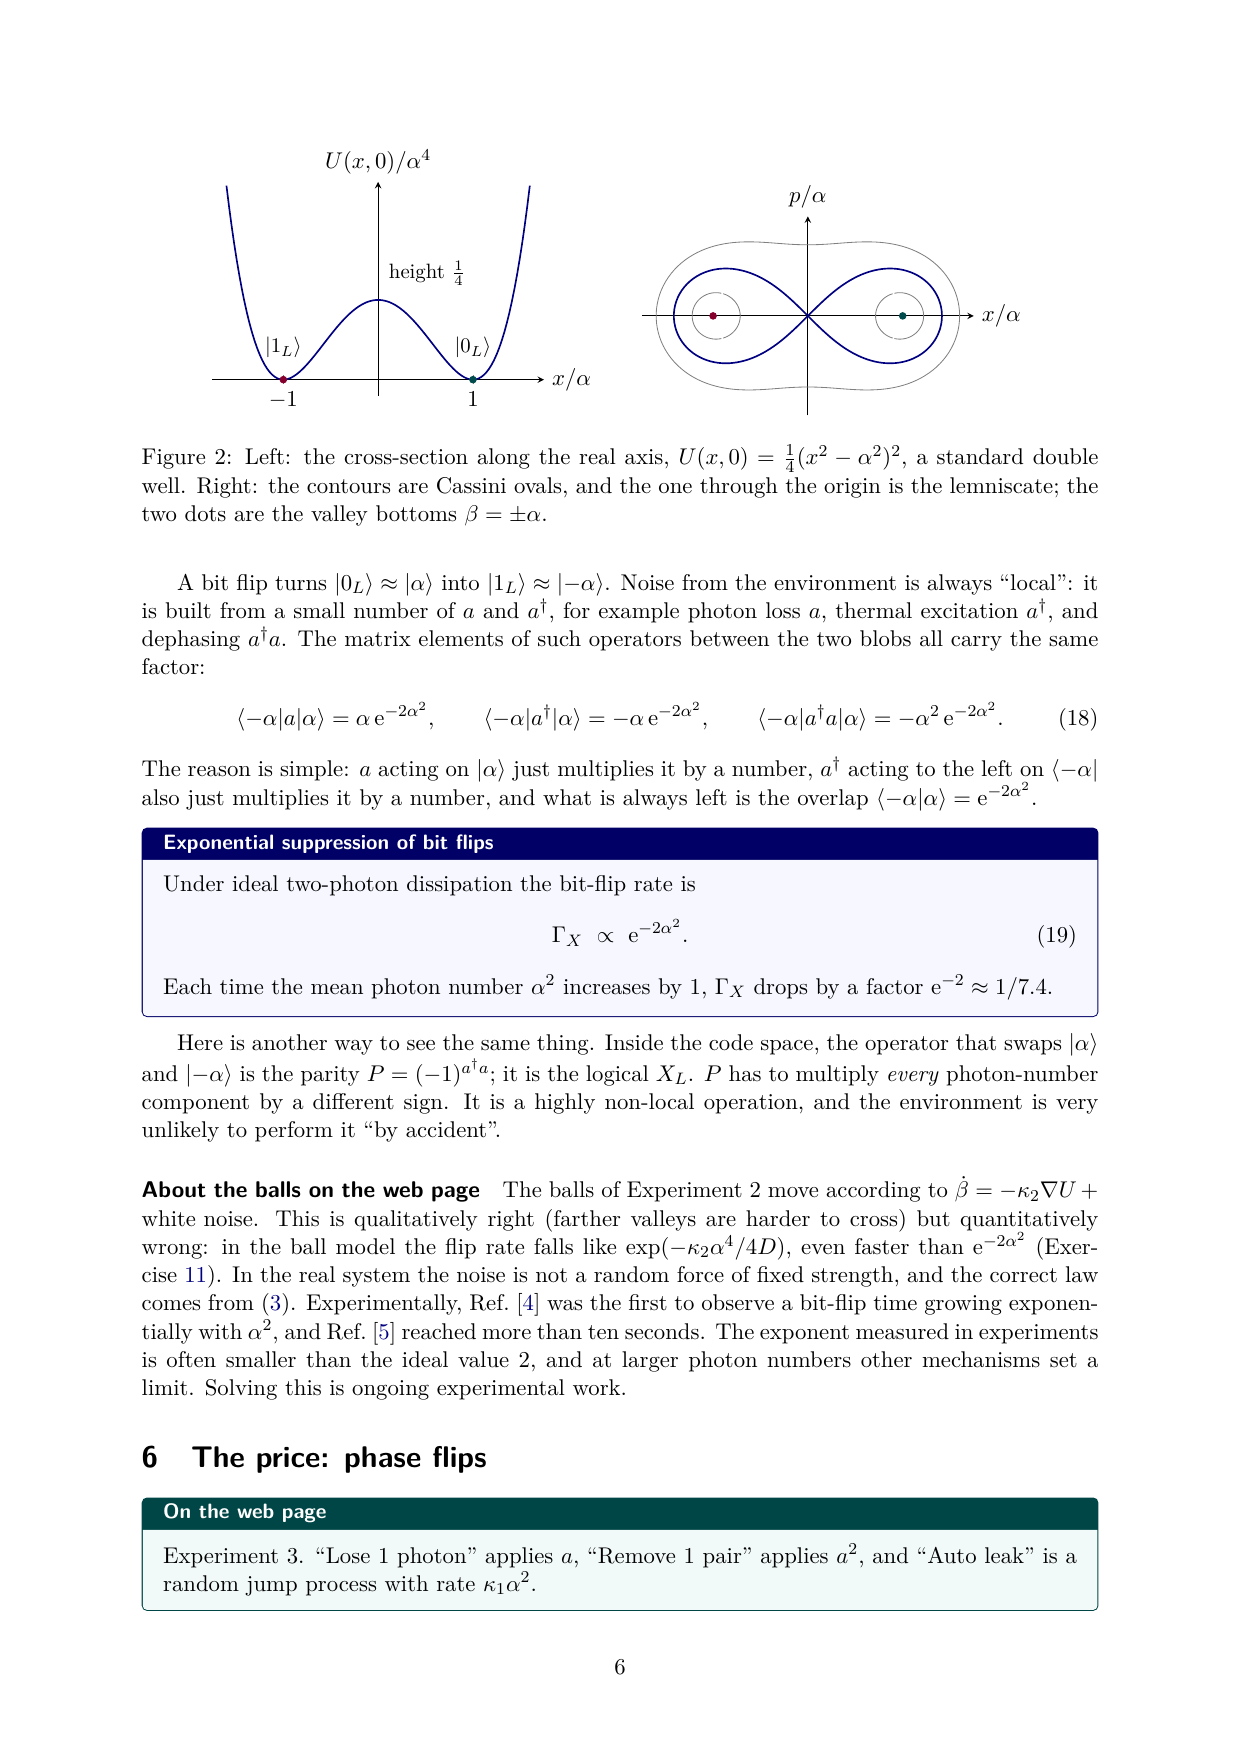 U(x, 0)/α⁴
height 1/4
|1_L⟩
|0_L⟩
x/α
−1
1
p/α
x/α
Figure 2: Left: the cross-section along the real axis, U(x, 0) = 1/4(x² − α²)², a standard double
well. Right: the contours are Cassini ovals, and the one through the origin is the lemniscate; the
two dots are the valley bottoms β = ±α.
A bit flip turns |0_L⟩ ≈ |α⟩ into |1_L⟩ ≈ |−α⟩. Noise from the environment is always “local”: it
is built from a small number of a and a†, for example photon loss a, thermal excitation a†, and
dephasing a†a. The matrix elements of such operators between the two blobs all carry the same
factor:
⟨−α|a|α⟩ = α e^{−2α²}, ⟨−α|a†|α⟩ = −α e^{−2α²}, ⟨−α|a†a|α⟩ = −α² e^{−2α²}. (18)
The reason is simple: a acting on |α⟩ just multiplies it by a number, a† acting to the left on ⟨−α|
also just multiplies it by a number, and what is always left is the overlap ⟨−α|α⟩ = e^{−2α²}.
Exponential suppression of bit flips
Under ideal two-photon dissipation the bit-flip rate is
Γ_X ∝ e^{−2α²}. (19)
Each time the mean photon number α² increases by 1, Γ_X drops by a factor e⁻² ≈ 1/7.4.
Here is another way to see the same thing. Inside the code space, the operator that swaps |α⟩
and |−α⟩ is the parity P = (−1)^{a†a}; it is the logical X_L. P has to multiply every photon-number
component by a different sign. It is a highly non-local operation, and the environment is very
unlikely to perform it “by accident”.
About the balls on the web page The balls of Experiment 2 move according to β̇ = −κ₂∇U +
white noise. This is qualitatively right (farther valleys are harder to cross) but quantitatively
wrong: in the ball model the flip rate falls like exp(−κ₂α⁴/4D), even faster than e^{−2α²} (Exer-
cise 11). In the real system the noise is not a random force of fixed strength, and the correct law
comes from (3). Experimentally, Ref. [4] was the first to observe a bit-flip time growing exponen-
tially with α², and Ref. [5] reached more than ten seconds. The exponent measured in experiments
is often smaller than the ideal value 2, and at larger photon numbers other mechanisms set a
limit. Solving this is ongoing experimental work.
6 The price: phase flips
On the web page
Experiment 3. “Lose 1 photon” applies a, “Remove 1 pair” applies a², and “Auto leak” is a
random jump process with rate κ₁α².
6